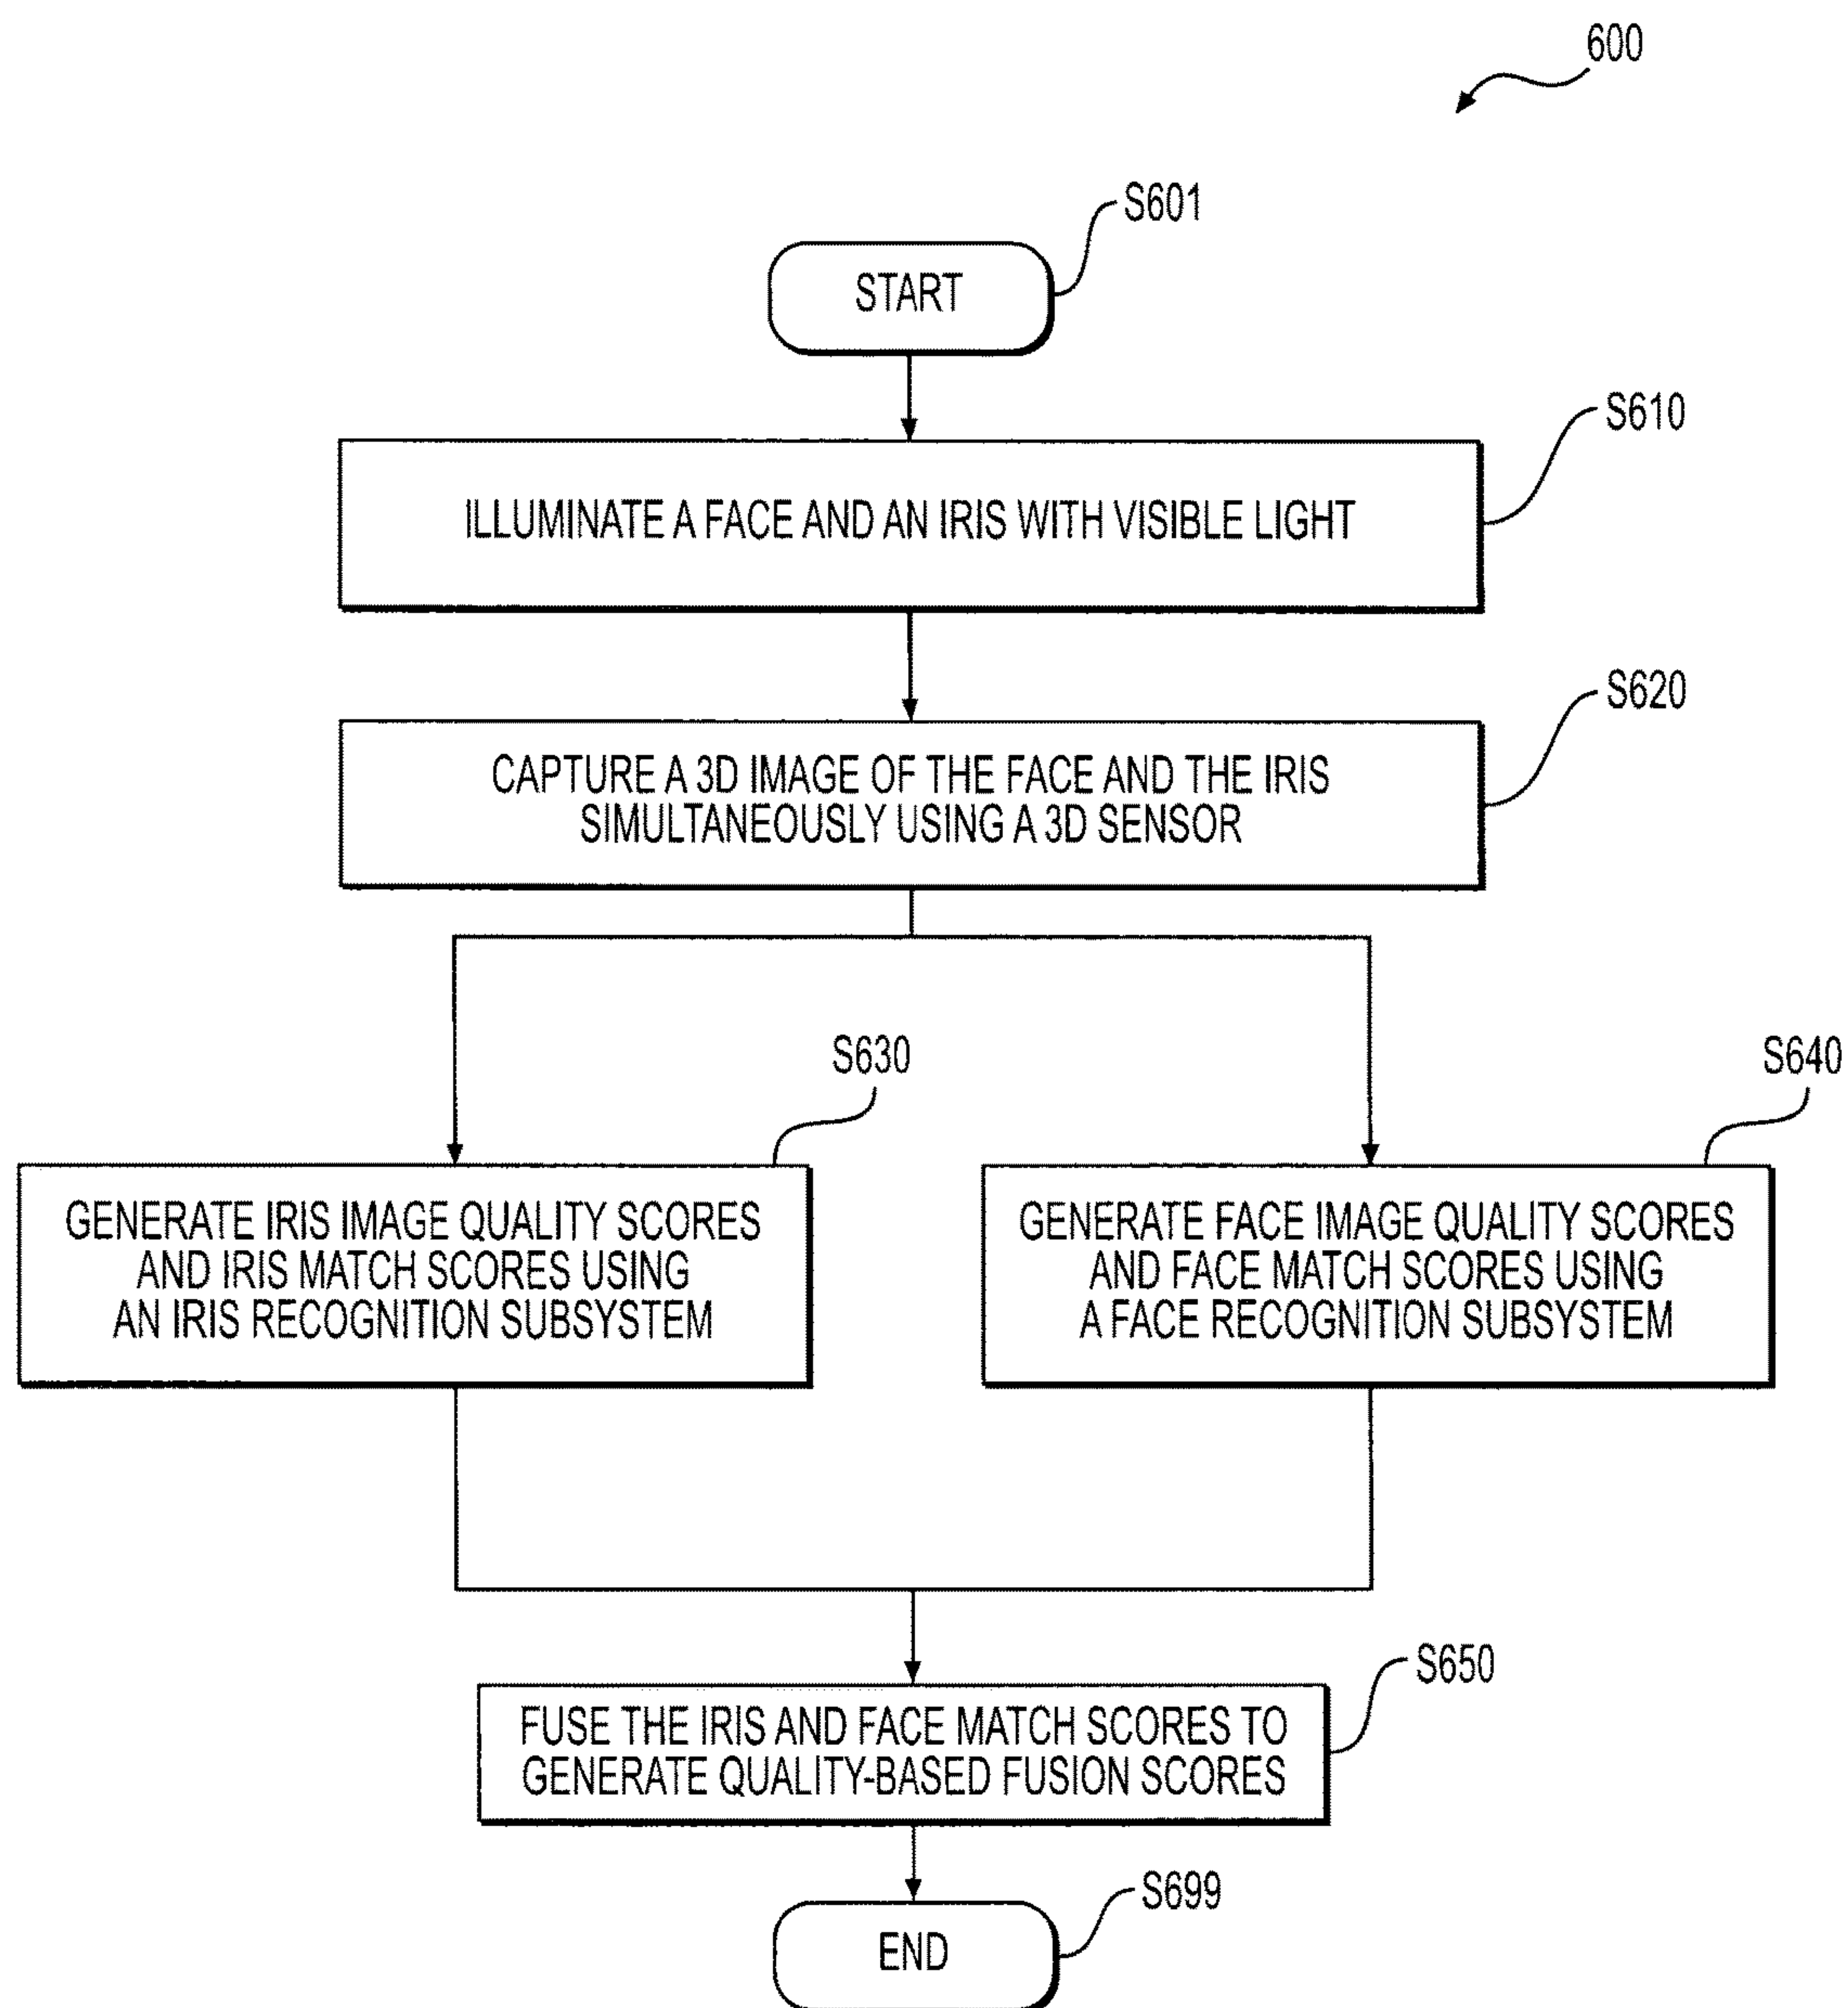 600
S601
START
S610
ILLUMINATE A FACE AND AN IRIS WITH VISIBLE LIGHT
S620
CAPTURE A 3D IMAGE OF THE FACE AND THE IRIS
SIMULTANEOUSLY USING A 3D SENSOR
S630
GENERATE IRIS IMAGE QUALITY SCORES
AND IRIS MATCH SCORES USING
AN IRIS RECOGNITION SUBSYSTEM
S640
GENERATE FACE IMAGE QUALITY SCORES
AND FACE MATCH SCORES USING
A FACE RECOGNITION SUBSYSTEM
S650
FUSE THE IRIS AND FACE MATCH SCORES TO
GENERATE QUALITY-BASED FUSION SCORES
S699
END